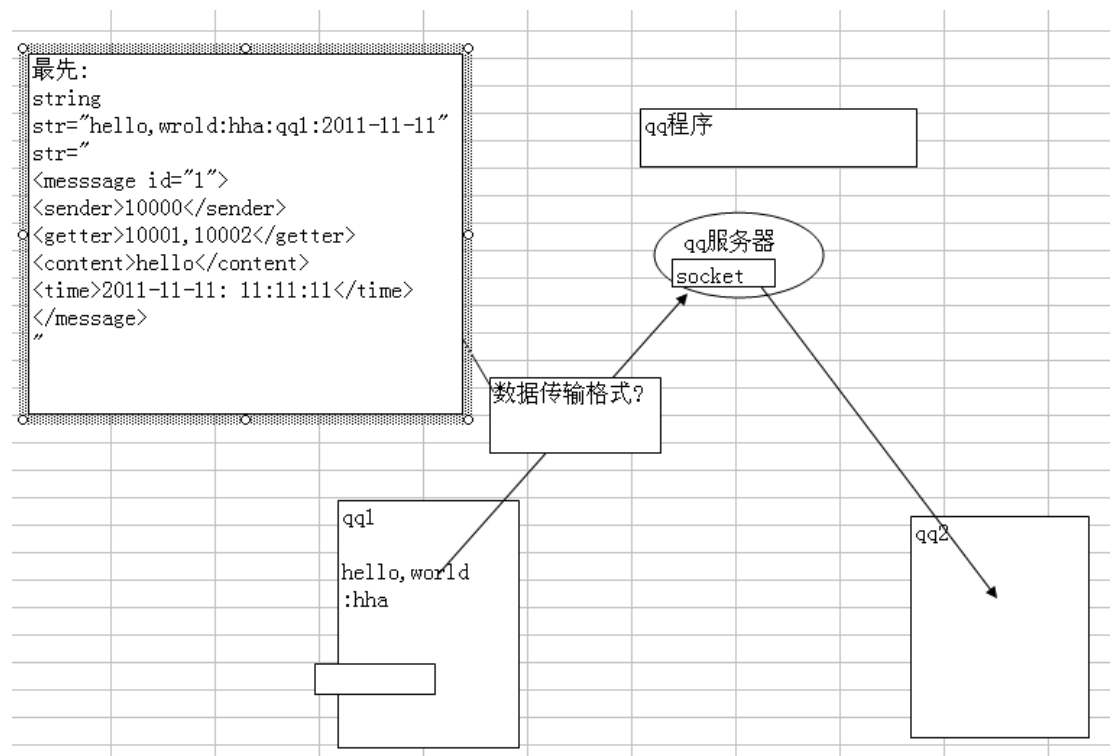 最先:
string
str="hello,wrold:hha:qq1:2011-11-11"
str="
<messsage id="1">
<sender>10000</sender>
<getter>10001,10002</getter>
<content>hello</content>
<time>2011-11-11: 11:11:11</time>
</message>
"
qq程序
qq服务器
socket
数据传输格式?
qq1
hello,world
:hha
qq2